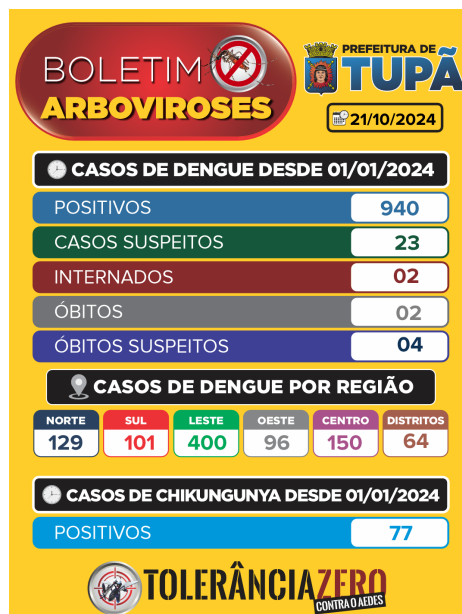 BOLETIM
ARBOVIROSES
PREFEITURA DE
TUPÃ
21/10/2024
CASOS DE DENGUE DESDE 01/01/2024
POSITIVOS 940
CASOS SUSPEITOS 23
INTERNADOS 02
ÓBITOS 02
ÓBITOS SUSPEITOS 04
CASOS DE DENGUE POR REGIÃO
NORTE SUL LESTE OESTE CENTRO DISTRITOS
129 101 400 96 150 64
CASOS DE CHIKUNGUNYA DESDE 01/01/2024
POSITIVOS 77
TOLERÂNCIAZERO
CONTRA O AEDES